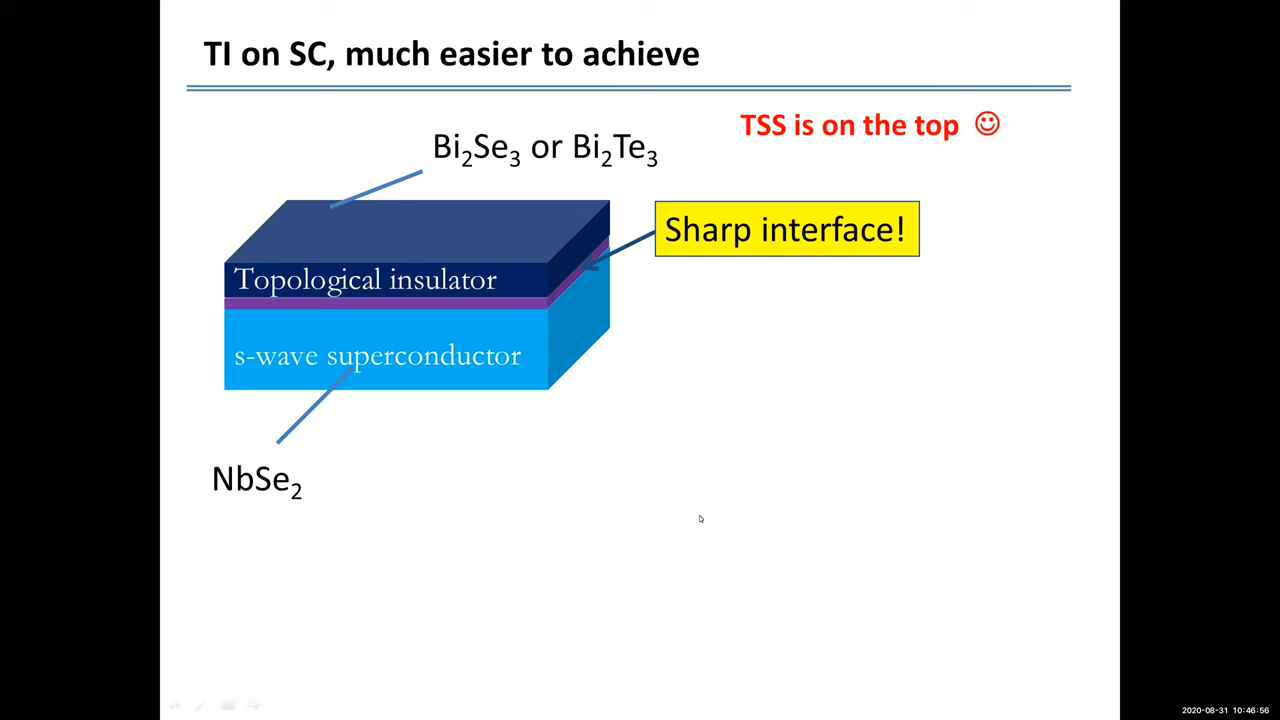 TI on SC, much easier to achieve
TSS is on the top ☺
Bi₂Se₃ or Bi₂Te₃
Sharp interface!
Topological insulator
s-wave superconductor
NbSe₂
2020-08-31 10:46:56